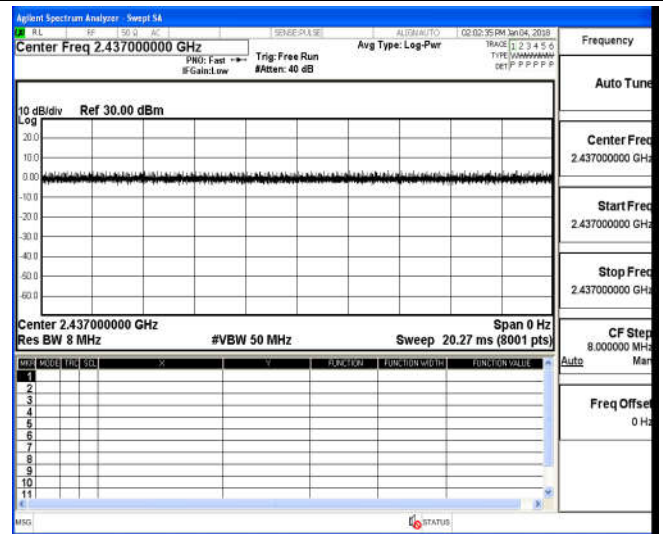 Agilent Spectrum Analyzer - Swept SA
RL RF 50 Ω AC SENSE:PULSE ALIGNAUTO 02:02:35 PM Jan 04, 2018
Center Freq 2.437000000 GHz
PNO: Fast
IFGain:Low
Trig: Free Run
#Atten: 40 dB
Avg Type: Log-Pwr
TRACE 1 2 3 4 5 6
TYPE
DET P P P P P P
10 dB/div Ref 30.00 dBm
Log
20.0
10.0
0.00
-10.0
-20.0
-30.0
-40.0
-50.0
-60.0
Center 2.437000000 GHz Span 0 Hz
Res BW 8 MHz #VBW 50 MHz Sweep 20.27 ms (8001 pts)
MKR MODE TRC SCL X Y FUNCTION FUNCTION WIDTH FUNCTION VALUE
1
2
3
4
5
6
7
8
9
10
11
MSG STATUS
Frequency
Auto Tune
Center Freq
2.437000000 GHz
Start Freq
2.437000000 GHz
Stop Freq
2.437000000 GHz
CF Step
8.000000 MHz
Auto Man
Freq Offset
0 Hz